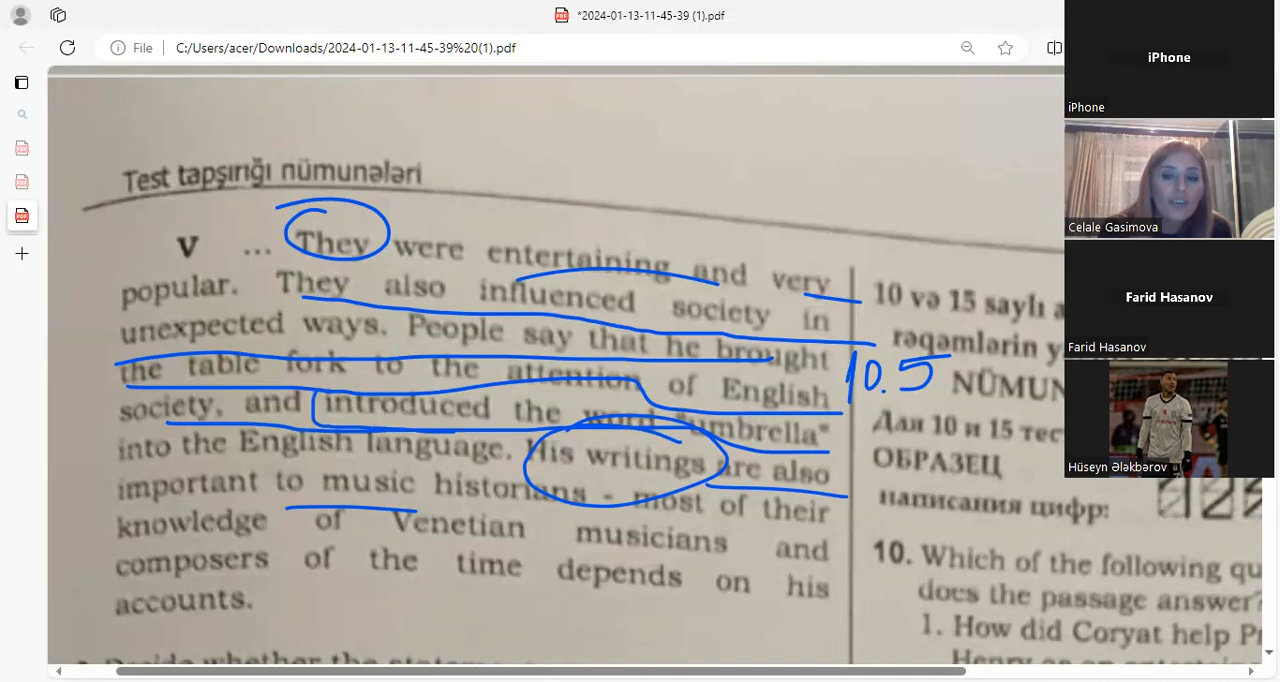 *2024-01-13-11-45-39 (1).pdf
File
C:/Users/acer/Downloads/2024-01-13-11-45-39%20(1).pdf
iPhone
iPhone
Celale Gasimova
Farid Hasanov
Farid Hasanov
Hüseyn Ələkbərov
Test tapşırığı nümunələri
V ... They were entertaining and very
popular. They also influenced society in
unexpected ways. People say that he brought
the table fork to the attention of English
society, and introduced the word "umbrella"
into the English language. His writings are also
important to music historians - most of their
knowledge of Venetian musicians and
composers of the time depends on his
accounts.
10.5
10 və 15 saylı
rəqəmlərin
NÜMUN
Для 10 и 15 тес
ОБРАЗЕЦ
написания цифр:
10. Which of the following qu
does the passage answer?
1. How did Coryat help Pr
Henry as an
Decide whether the